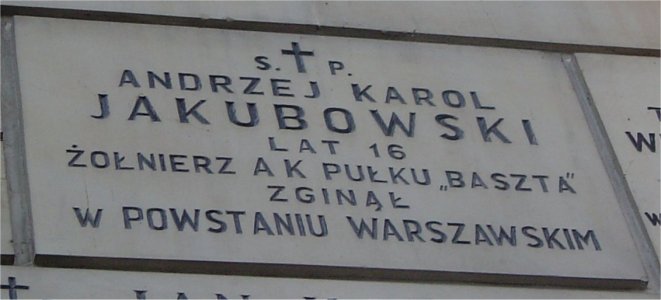 Ś. P.
ANDRZEJ KAROL
JAKUBOWSKI
LAT 16
ŻOŁNIERZ A K PUŁKU „BASZTA”
ZGINĄŁ
W POWSTANIU WARSZAWSKIM